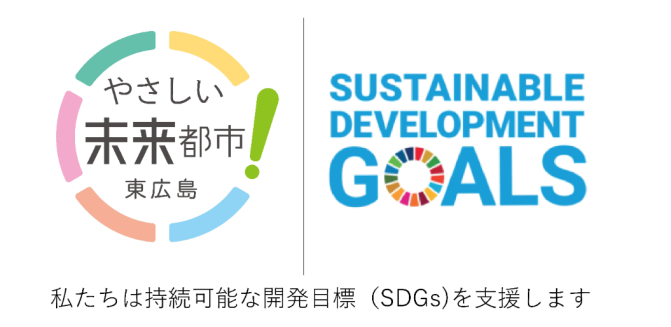 やさしい
未来都市!
東広島
SUSTAINABLE
DEVELOPMENT
GOALS
私たちは持続可能な開発目標（SDGs)を支援します